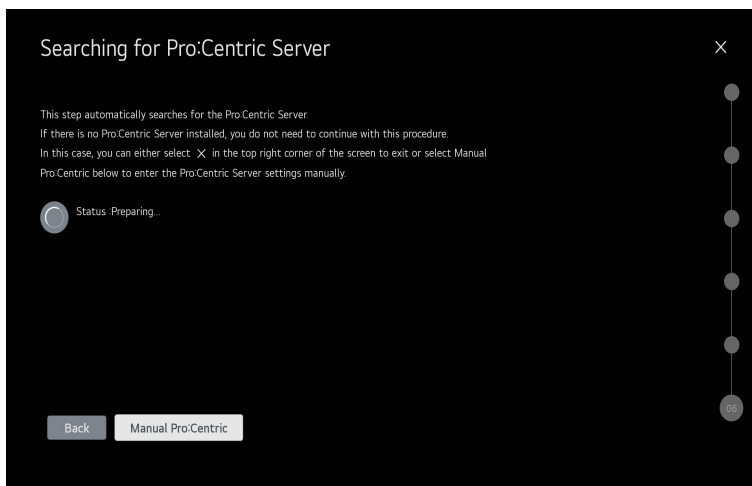 Searching for Pro:Centric Server
This step automatically searches for the Pro:Centric Server.
If there is no Pro:Centric Server installed, you do not need to continue with this procedure.
In this case, you can either select ✕ in the top right corner of the screen to exit or select Manual
Pro:Centric below to enter the Pro:Centric Server settings manually.
Status :Preparing...
06
Back
Manual Pro:Centric